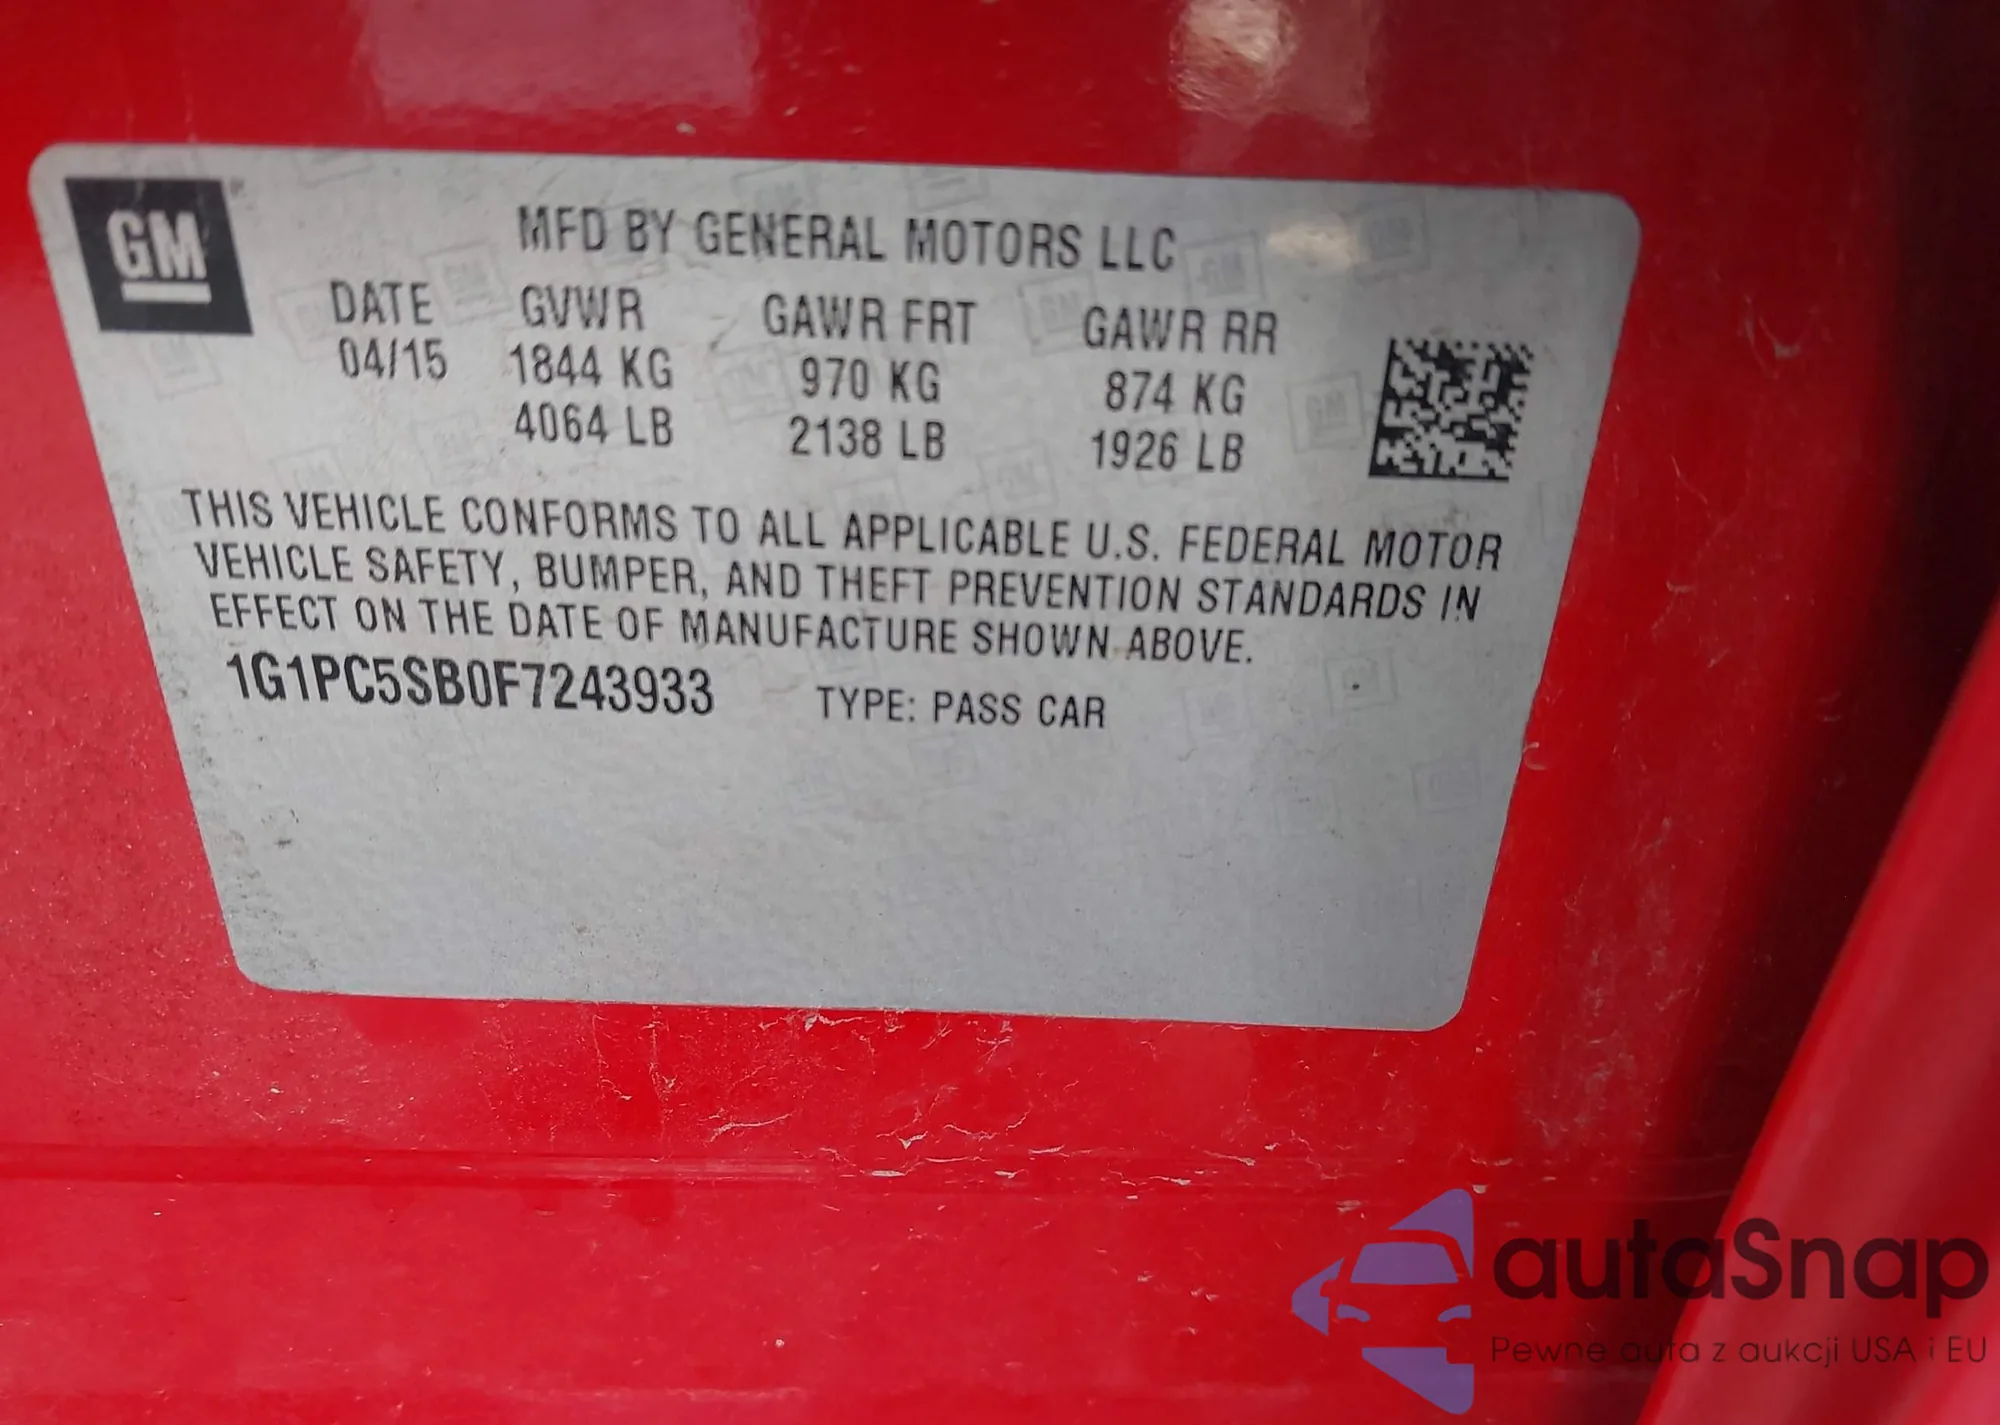 GM
MFD BY GENERAL MOTORS LLC
DATE GVWR GAWR FRT GAWR RR
04/15 1844 KG 970 KG 874 KG
4064 LB 2138 LB 1926 LB
THIS VEHICLE CONFORMS TO ALL APPLICABLE U.S. FEDERAL MOTOR
VEHICLE SAFETY, BUMPER, AND THEFT PREVENTION STANDARDS IN
EFFECT ON THE DATE OF MANUFACTURE SHOWN ABOVE.
1G1PC5SB0F7243933 TYPE: PASS CAR
autaSnap
Pewne auta z aukcji USA i EU